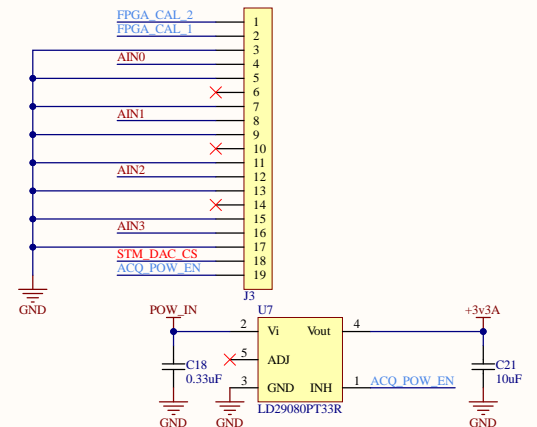 FPGA_CAL_2 1
FPGA_CAL_1 2
3
AIN0 4
5
6
7
AIN1 8
9
10
11
AIN2 12
13
14
15
AIN3 16
17
STM_DAC_CS 18
ACQ_POW_EN 19
J3
GND
POW_IN U7 +3v3A
2 Vi Vout 4
5 ADJ
C18 C21
0.33uF 10uF
3 GND INH 1 ACQ_POW_EN
LD29080PT33R
GND GND GND